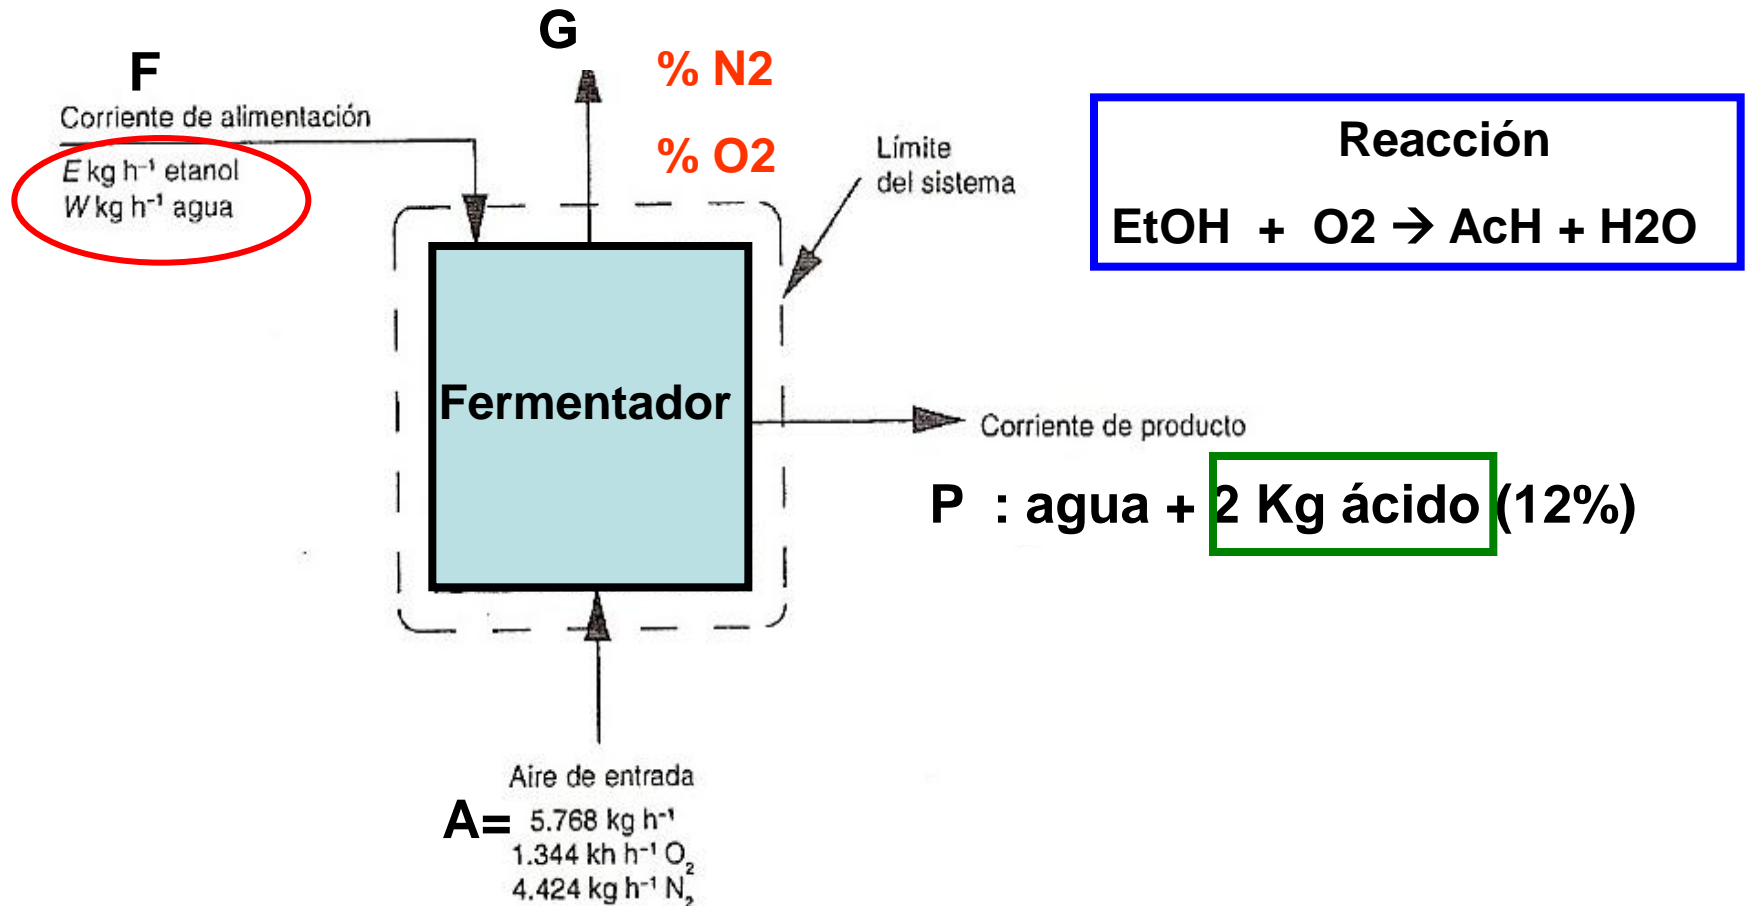 F
Corriente de alimentación
E kg h⁻¹ etanol
W kg h⁻¹ agua
G
% N2
% O2
Límite
del sistema
Reacción
EtOH + O2 → AcH + H2O
Fermentador
Corriente de producto
P : agua + 2 Kg ácido (12%)
Aire de entrada
A= 5.768 kg h⁻¹
1.344 kh h⁻¹ O₂
4.424 kg h⁻¹ N₂